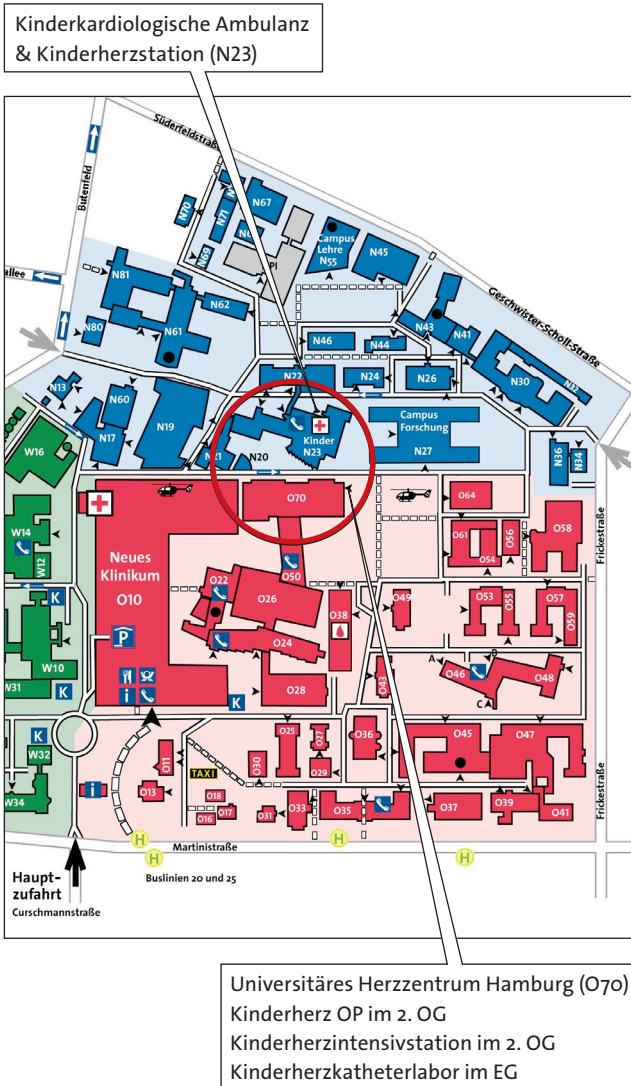 Kinderkardiologische Ambulanz
& Kinderherzstation (N23)
Süderfeldstraße
Butenfeld
allee
Geschwister-Scholl-Straße
N70
N71
N67
N69
PI
Campus
Lehre
N55
N45
N81
N62
N80
N61
N43
N41
N46
N44
N30
N22
N24
N26
N13
N60
N17
N19
N21
N20
Kinder
N23
Campus
Forschung
N27
N36
N34
W16
W14
W12
W10
W31
W32
W34
K
K
K
K
Neues
Klinikum
O10
P
i
O70
O50
O22
O26
O24
O28
O38
O64
O61
O54
O56
O58
O49
O53
O55
O57
O59
A
B
C
O46
O48
O43
O25
O27
O29
O30
O36
O45
O47
O11
O13
TAXI
O18
O16
O17
O31
O33
O35
O37
O39
O41
i
Frickestraße
Frickestraße
H
H
H
H
Martinistraße
Buslinien 20 und 25
Haupt-
zufahrt
Curschmannstraße
Universitäres Herzzentrum Hamburg (O70)
Kinderherz OP im 2. OG
Kinderherzintensivstation im 2. OG
Kinderherzkatheterlabor im EG